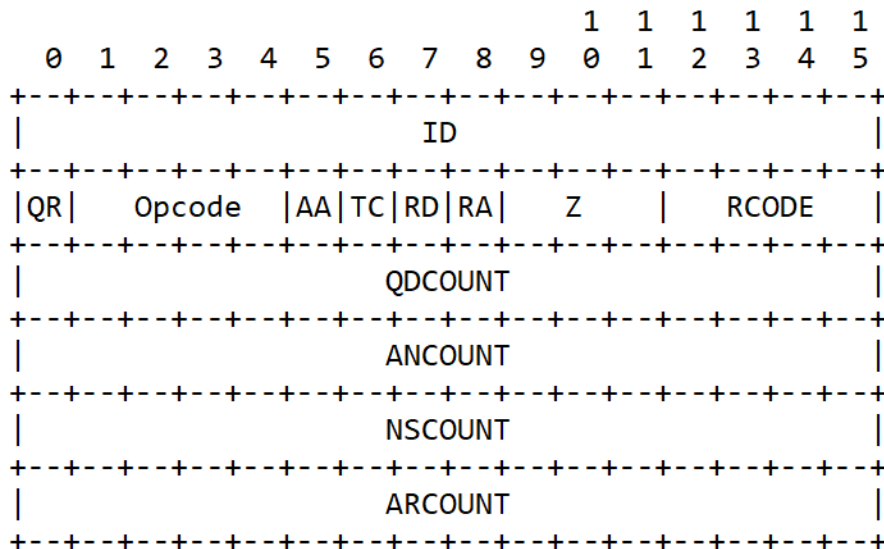 1  1  1  1  1  1
  0  1  2  3  4  5  6  7  8  9  0  1  2  3  4  5
+--+--+--+--+--+--+--+--+--+--+--+--+--+--+--+--+
|                      ID                       |
+--+--+--+--+--+--+--+--+--+--+--+--+--+--+--+--+
|QR|   Opcode  |AA|TC|RD|RA|   Z    |   RCODE   |
+--+--+--+--+--+--+--+--+--+--+--+--+--+--+--+--+
|                    QDCOUNT                    |
+--+--+--+--+--+--+--+--+--+--+--+--+--+--+--+--+
|                    ANCOUNT                    |
+--+--+--+--+--+--+--+--+--+--+--+--+--+--+--+--+
|                    NSCOUNT                    |
+--+--+--+--+--+--+--+--+--+--+--+--+--+--+--+--+
|                    ARCOUNT                    |
+--+--+--+--+--+--+--+--+--+--+--+--+--+--+--+--+